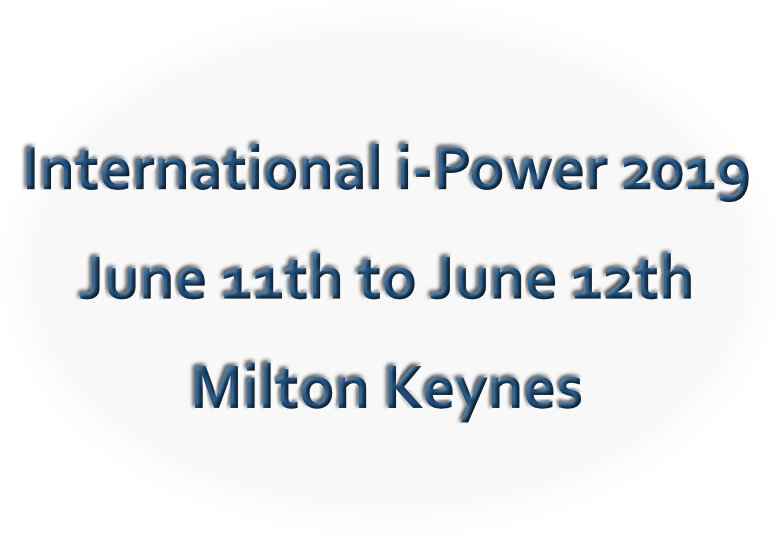 International i-Power 2019
June 11th to June 12th
Milton Keynes